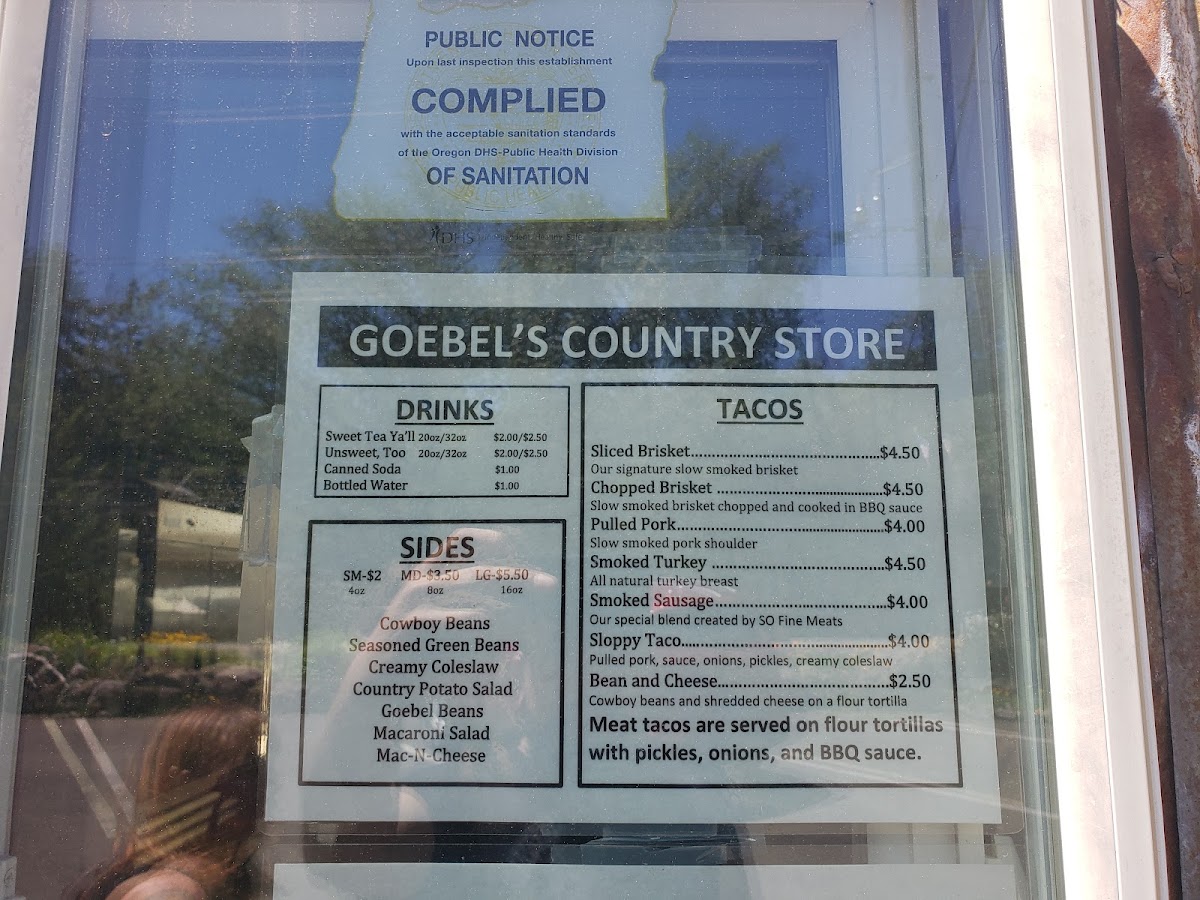 PUBLIC NOTICE
Upon last inspection this establishment
COMPLIED
with the acceptable sanitation standards
of the Oregon DHS-Public Health Division
OF SANITATION
DHS
GOEBEL'S COUNTRY STORE
DRINKS
Sweet Tea Ya'll 20oz/32oz $2.00/$2.50
Unsweet, Too 20oz/32oz $2.00/$2.50
Canned Soda $1.00
Bottled Water $1.00
SIDES
SM-$2 MD-$3.50 LG-$5.50
4oz 8oz 16oz
Cowboy Beans
Seasoned Green Beans
Creamy Coleslaw
Country Potato Salad
Goebel Beans
Macaroni Salad
Mac-N-Cheese
TACOS
Sliced Brisket........................................$4.50
Our signature slow smoked brisket
Chopped Brisket ...................................$4.50
Slow smoked brisket chopped and cooked in BBQ sauce
Pulled Pork............................................$4.00
Slow smoked pork shoulder
Smoked Turkey ....................................$4.50
All natural turkey breast
Smoked Sausage....................................$4.00
Our special blend created by SO Fine Meats
Sloppy Taco...........................................$4.00
Pulled pork, sauce, onions, pickles, creamy coleslaw
Bean and Cheese...................................$2.50
Cowboy beans and shredded cheese on a flour tortilla
Meat tacos are served on flour tortillas
with pickles, onions, and BBQ sauce.